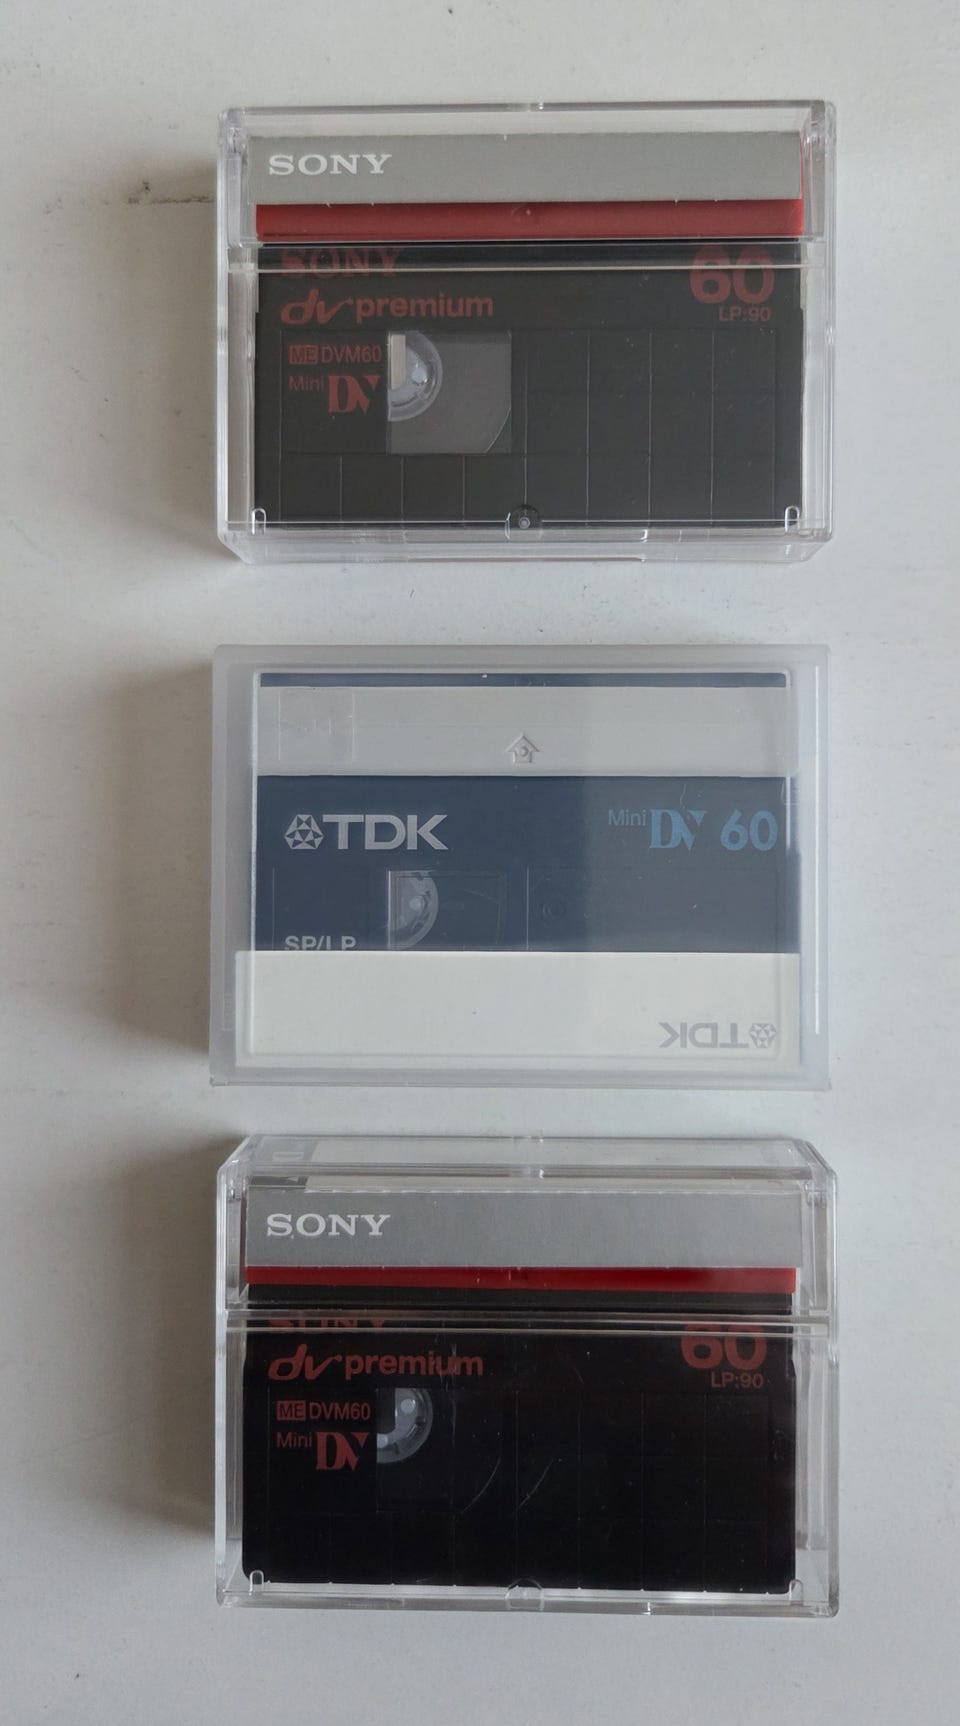 SONY
SONY
dv premium
60
LP:90
ME DVM60
Mini DV
TDK
Mini DV 60
SP/LP
TDK
SONY
SONY
dv premium
60
LP:90
ME DVM60
Mini DV